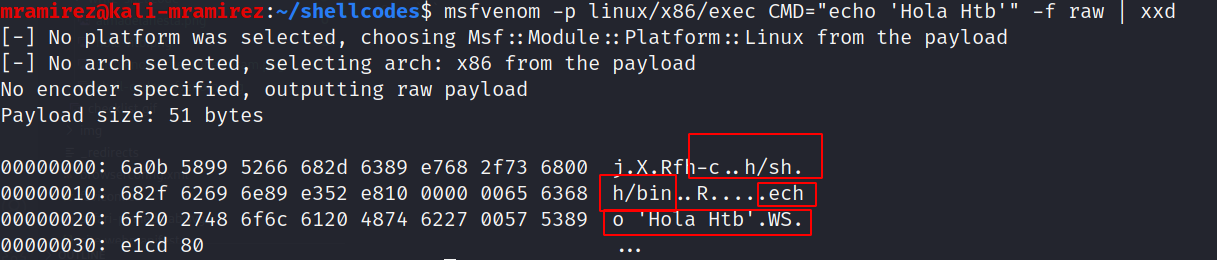 mramirez@kali-mramirez:~/shellcodes$ msfvenom -p linux/x86/exec CMD="echo 'Hola Htb'" -f raw | xxd
[-] No platform was selected, choosing Msf::Module::Platform::Linux from the payload
[-] No arch selected, selecting arch: x86 from the payload
No encoder specified, outputting raw payload
Payload size: 51 bytes
00000000: 6a0b 5899 5266 682d 6389 e768 2f73 6800  j.X.Rfh-c..h/sh.
00000010: 682f 6269 6e89 e352 e810 0000 0065 6368  h/bin..R.....ech
00000020: 6f20 2748 6f6c 6120 4874 6227 0057 5389  o 'Hola Htb'.WS.
00000030: e1cd 80                                  ...